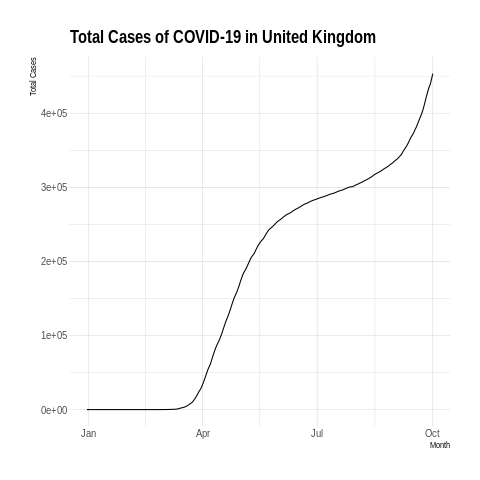 Total Cases of COVID-19 in United Kingdom
Total Cases
4e+05
3e+05
2e+05
1e+05
0e+00
Jan Apr Jul Oct
Month